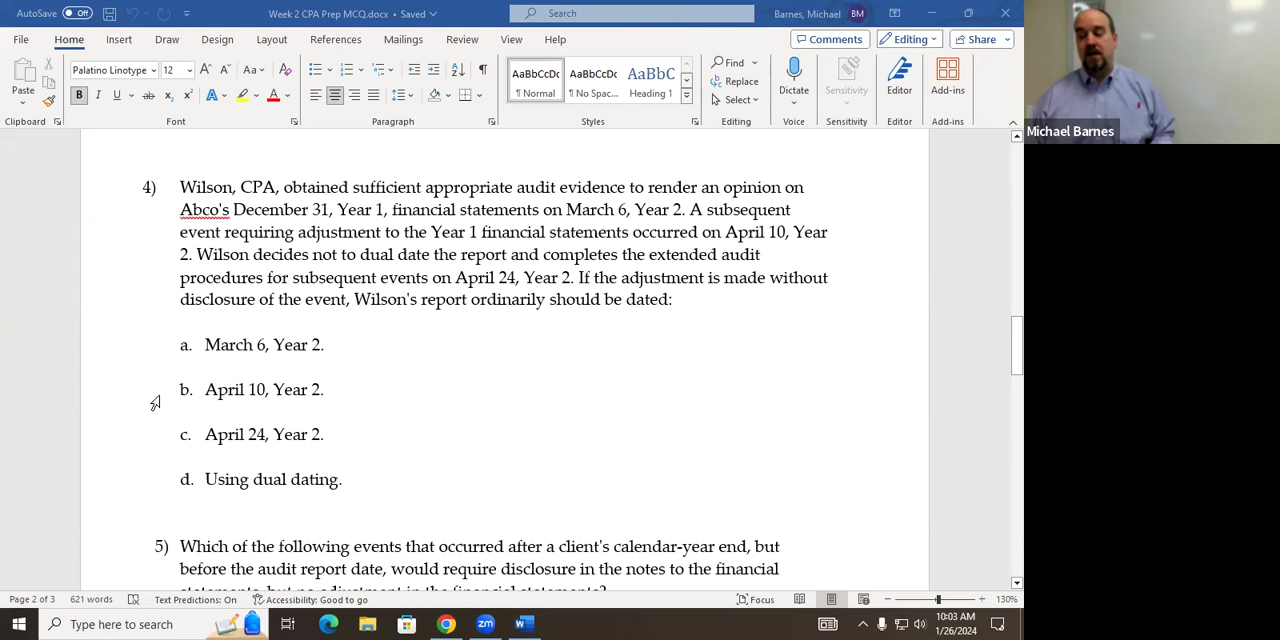 AutoSave Off Week 2 CPA Prep MCQ.docx • Saved Search Barnes, Michael BM
File Home Insert Draw Design Layout References Mailings Review View Help Comments Editing Share
Paste Palatino Linotype 12 Aa AaBbCcDc AaBbCcDc AaBbC Find Replace Select Dictate Sensitivity Editor Add-ins
B I U ab x₂ x² A A Normal No Spac... Heading 1
Clipboard Font Paragraph Styles Editing Voice Sensitivity Editor Add-ins
Michael Barnes
4) Wilson, CPA, obtained sufficient appropriate audit evidence to render an opinion on
Abco's December 31, Year 1, financial statements on March 6, Year 2. A subsequent
event requiring adjustment to the Year 1 financial statements occurred on April 10, Year
2. Wilson decides not to dual date the report and completes the extended audit
procedures for subsequent events on April 24, Year 2. If the adjustment is made without
disclosure of the event, Wilson's report ordinarily should be dated:
a. March 6, Year 2.
b. April 10, Year 2.
c. April 24, Year 2.
d. Using dual dating.
5) Which of the following events that occurred after a client's calendar-year end, but
before the audit report date, would require disclosure in the notes to the financial
Page 2 of 3 621 words Text Predictions: On Accessibility: Good to go Focus 130%
Type here to search 10:03 AM
1/26/2024